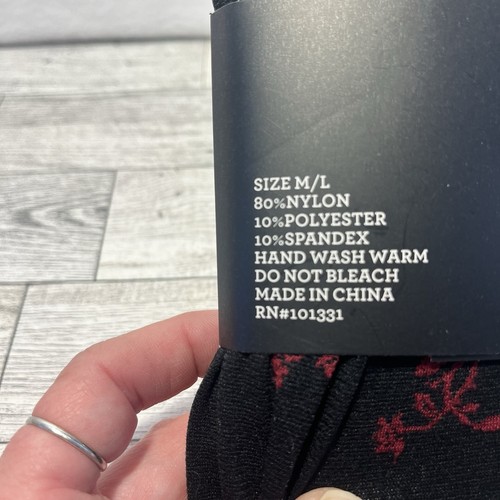 SIZE M/L
80%NYLON
10%POLYESTER
10%SPANDEX
HAND WASH WARM
DO NOT BLEACH
MADE IN CHINA
RN#101331